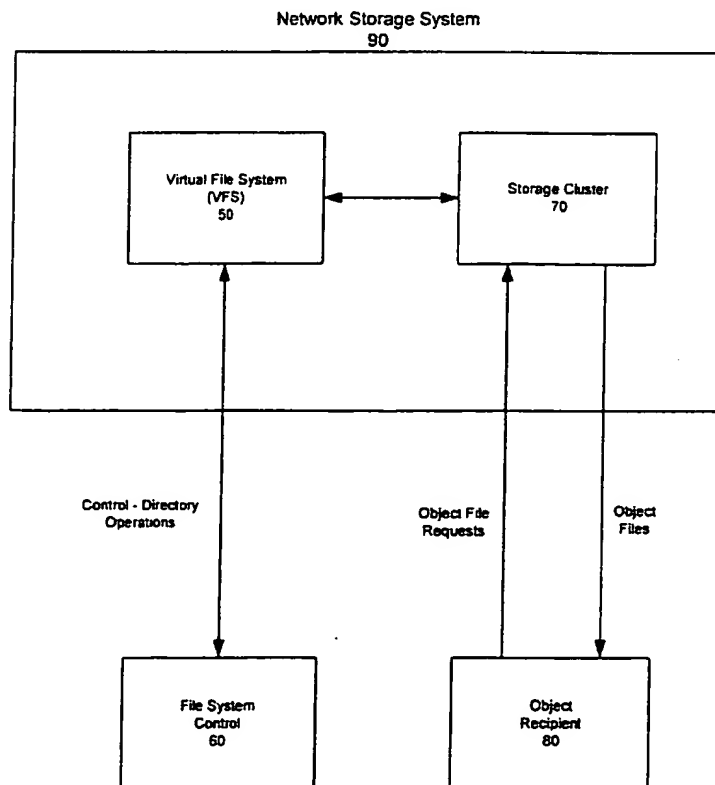 Network Storage System
90
Virtual File System
(VFS)
50
Storage Cluster
70
Control - Directory
Operations
Object File
Requests
Object
Files
File System
Control
60
Object
Recipient
80